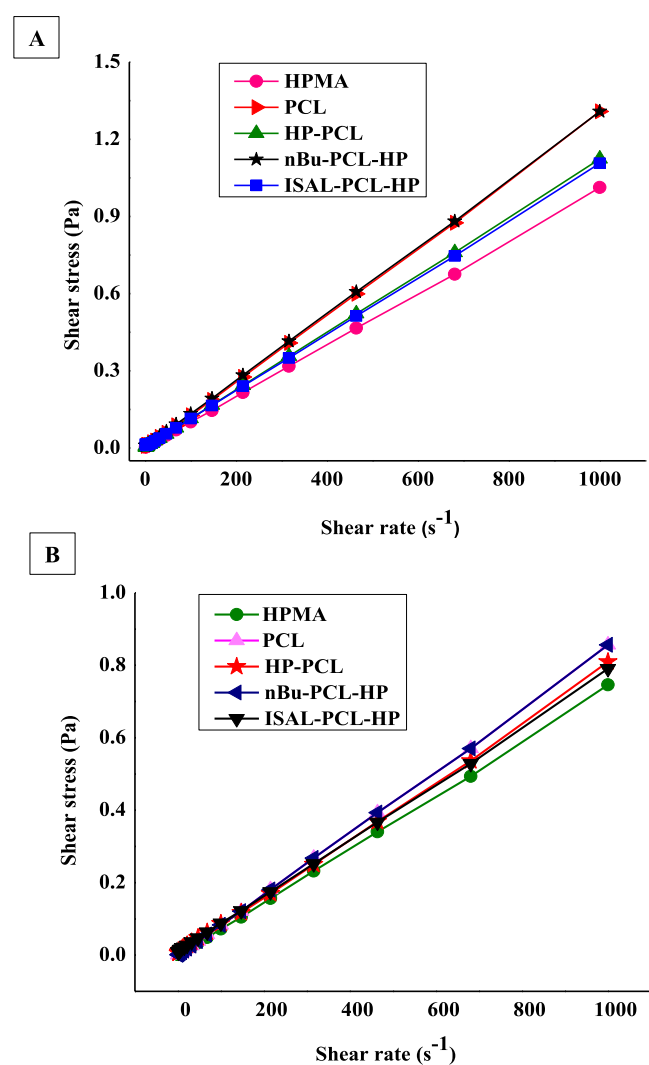 A
1.5
1.2
0.9
0.6
0.3
0.0
Shear stress (Pa)
HPMA
PCL
HP-PCL
nBu-PCL-HP
ISAL-PCL-HP
0 200 400 600 800 1000
Shear rate (s-1)
B
1.0
0.8
0.6
0.4
0.2
0.0
Shear stress (Pa)
HPMA
PCL
HP-PCL
nBu-PCL-HP
ISAL-PCL-HP
0 200 400 600 800 1000
Shear rate (s-1)